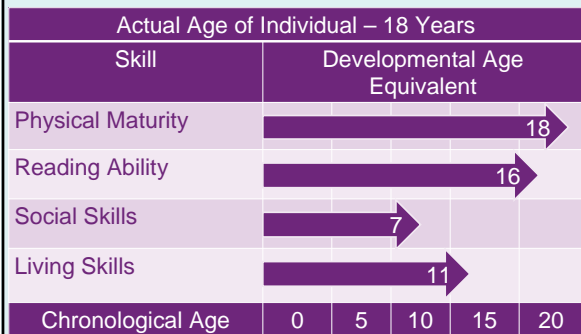 Actual Age of Individual – 18 Years
Skill Developmental Age
Equivalent
Physical Maturity 18
Reading Ability 16
Social Skills 7
Living Skills 11
Chronological Age 0 5 10 15 20